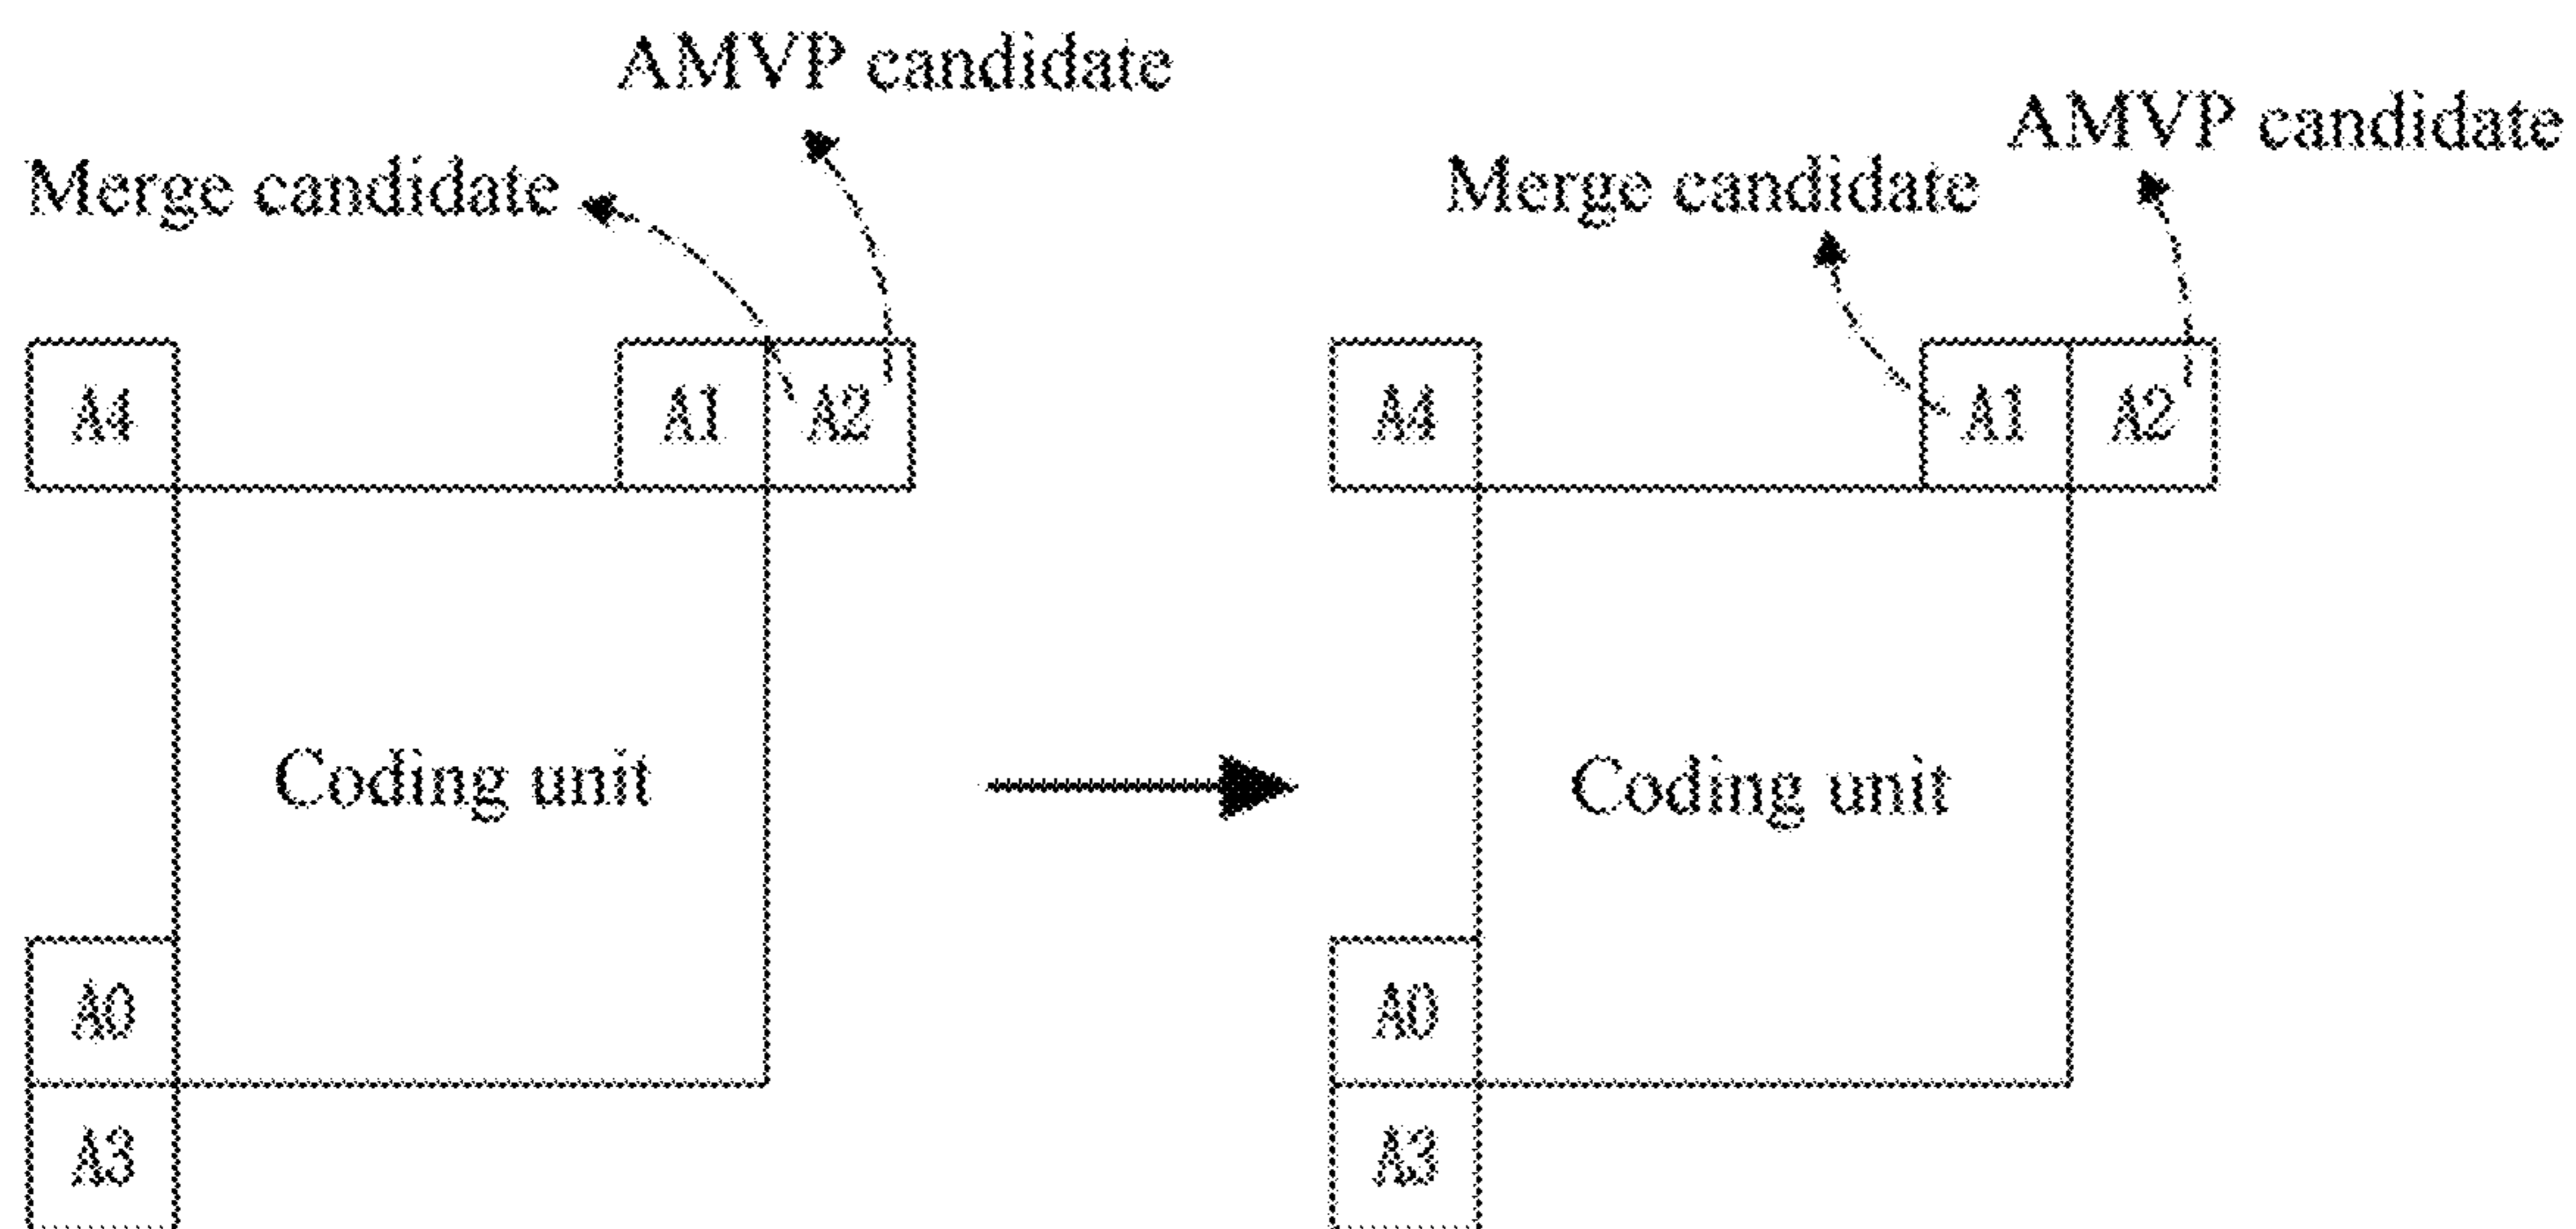 AMVP candidate
Merge candidate
A4
A1
A2
Coding unit
A0
A3
AMVP candidate
Merge candidate
A4
A1
A2
Coding unit
A0
A3